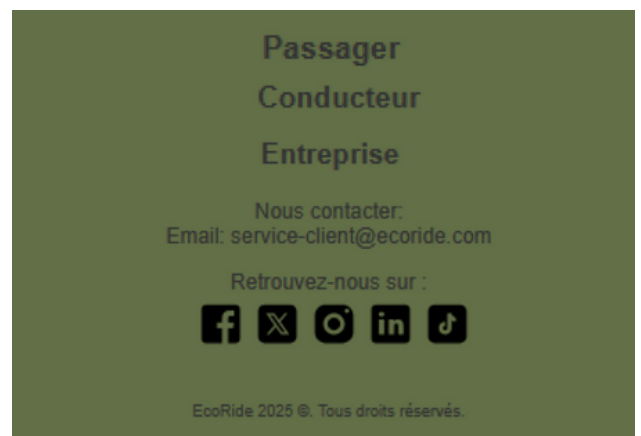 Passager
Conducteur
Entreprise
Nous contacter:
Email: service-client@ecoride.com
Retrouvez-nous sur :
EcoRide 2025 ©. Tous droits réservés.